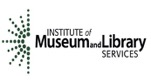 INSTITUTE of
Museum and Library
SERVICES